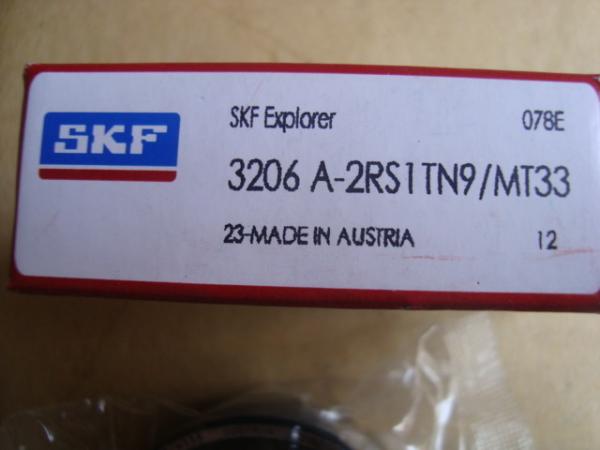 SKF
SKF Explorer 078E
3206 A-2RS1TN9/MT33
23-MADE IN AUSTRIA 12